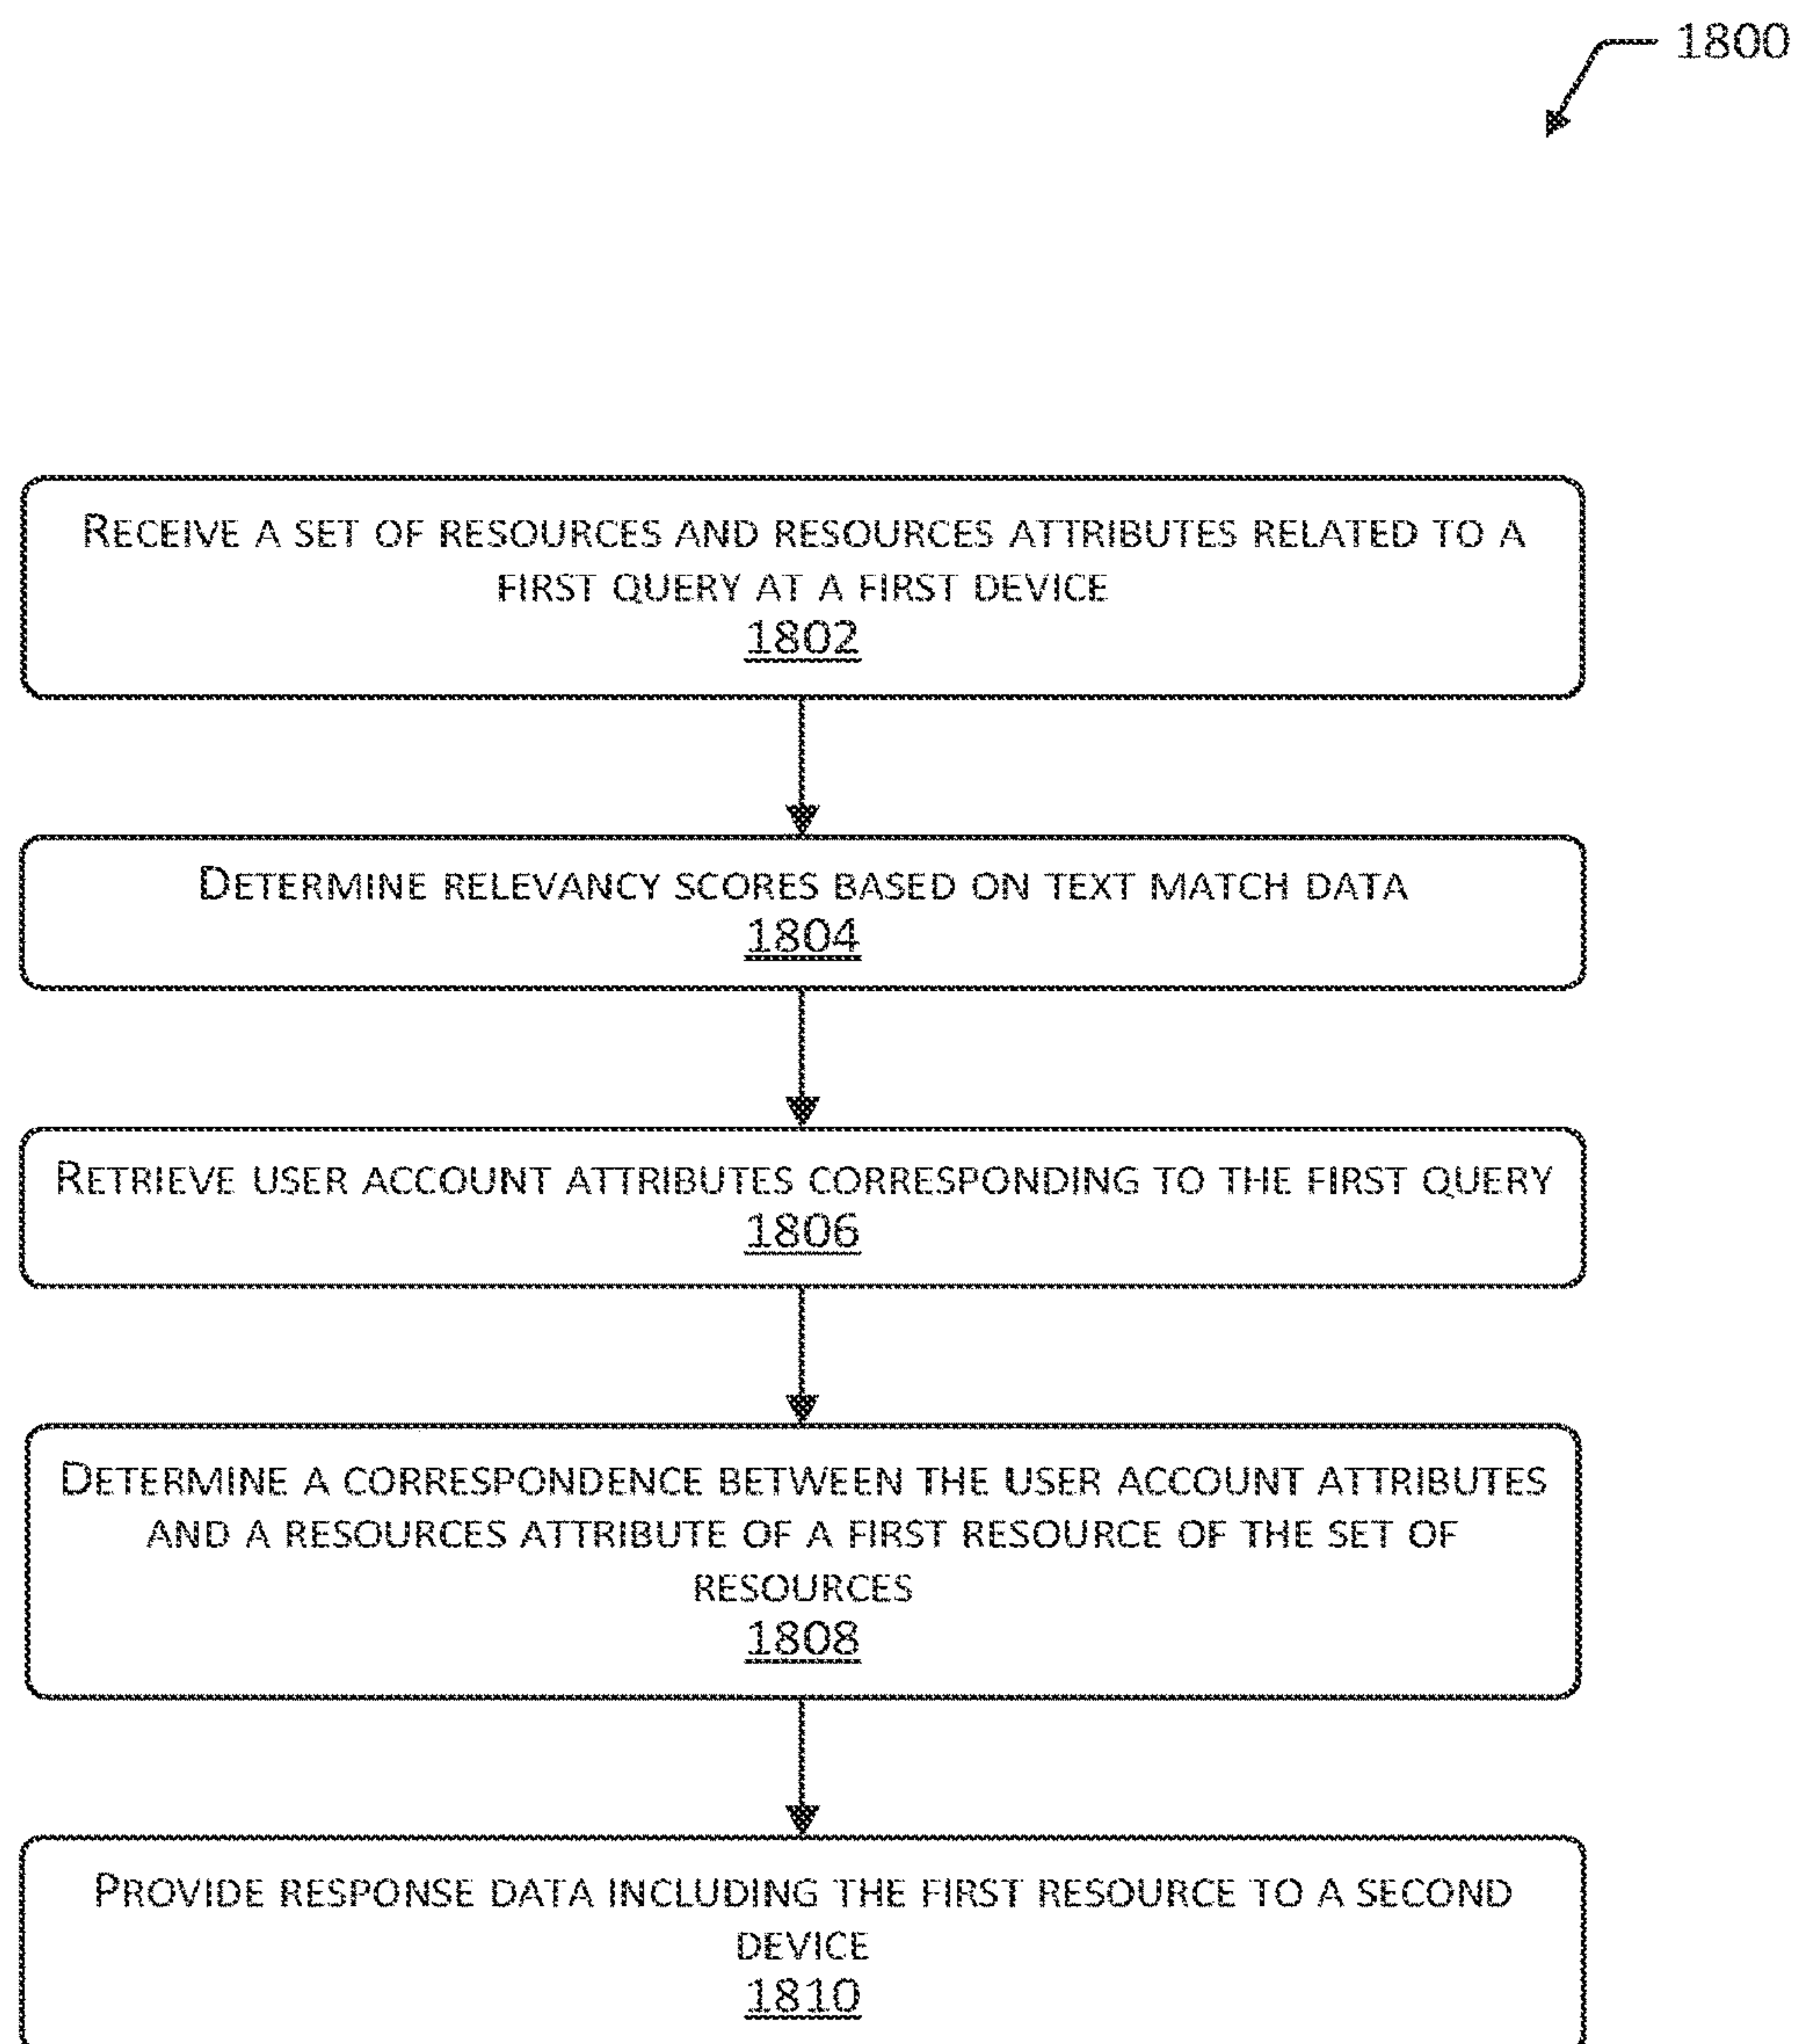 1800
RECEIVE A SET OF RESOURCES AND RESOURCES ATTRIBUTES RELATED TO A
FIRST QUERY AT A FIRST DEVICE
1802
DETERMINE RELEVANCY SCORES BASED ON TEXT MATCH DATA
1804
RETRIEVE USER ACCOUNT ATTRIBUTES CORRESPONDING TO THE FIRST QUERY
1806
DETERMINE A CORRESPONDENCE BETWEEN THE USER ACCOUNT ATTRIBUTES
AND A RESOURCES ATTRIBUTE OF A FIRST RESOURCE OF THE SET OF
RESOURCES
1808
PROVIDE RESPONSE DATA INCLUDING THE FIRST RESOURCE TO A SECOND
DEVICE
1810